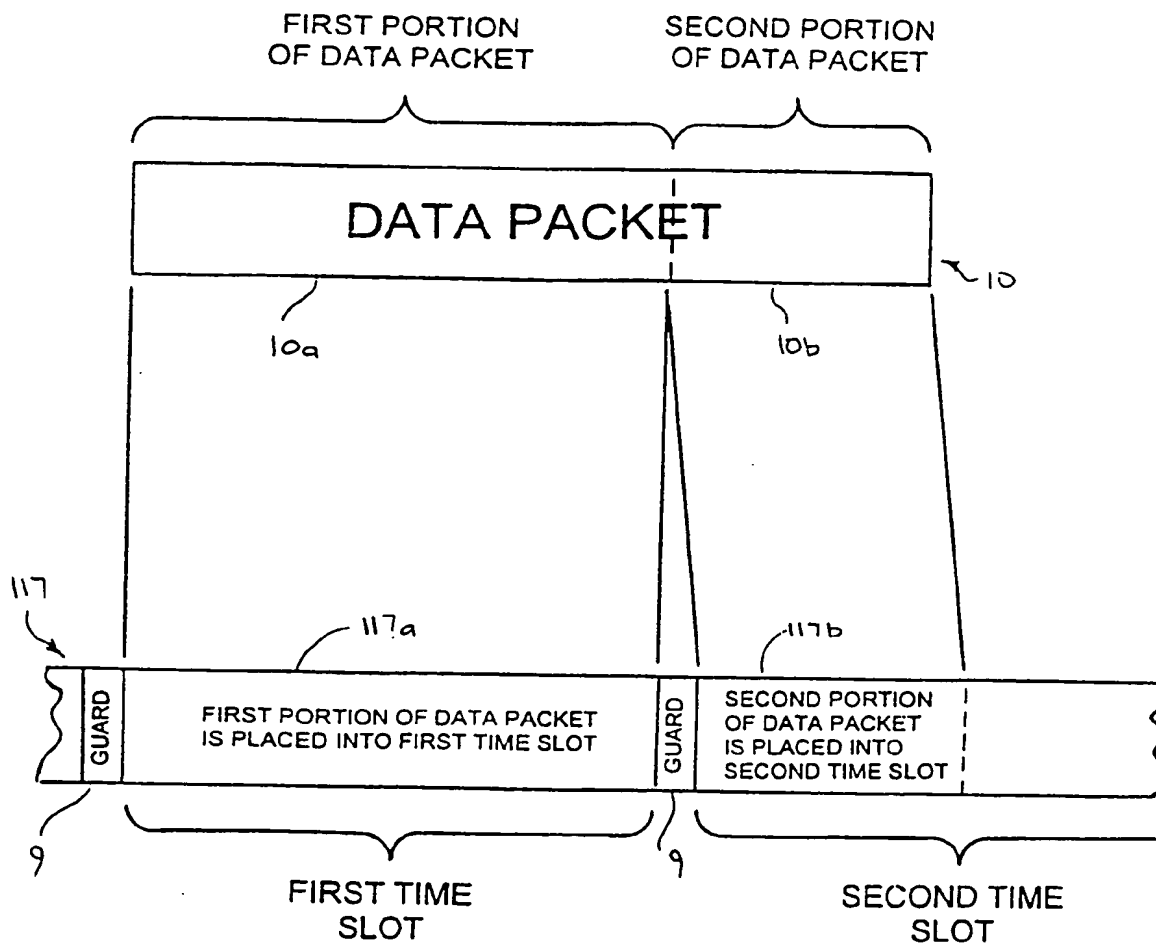 FIRST PORTION
OF DATA PACKET
SECOND PORTION
OF DATA PACKET
DATA PACKET
10
10a
10b
117
117a
117b
GUARD
FIRST PORTION OF DATA PACKET
IS PLACED INTO FIRST TIME SLOT
GUARD
SECOND PORTION
OF DATA PACKET
IS PLACED INTO
SECOND TIME SLOT
9
9
FIRST TIME
SLOT
SECOND TIME
SLOT